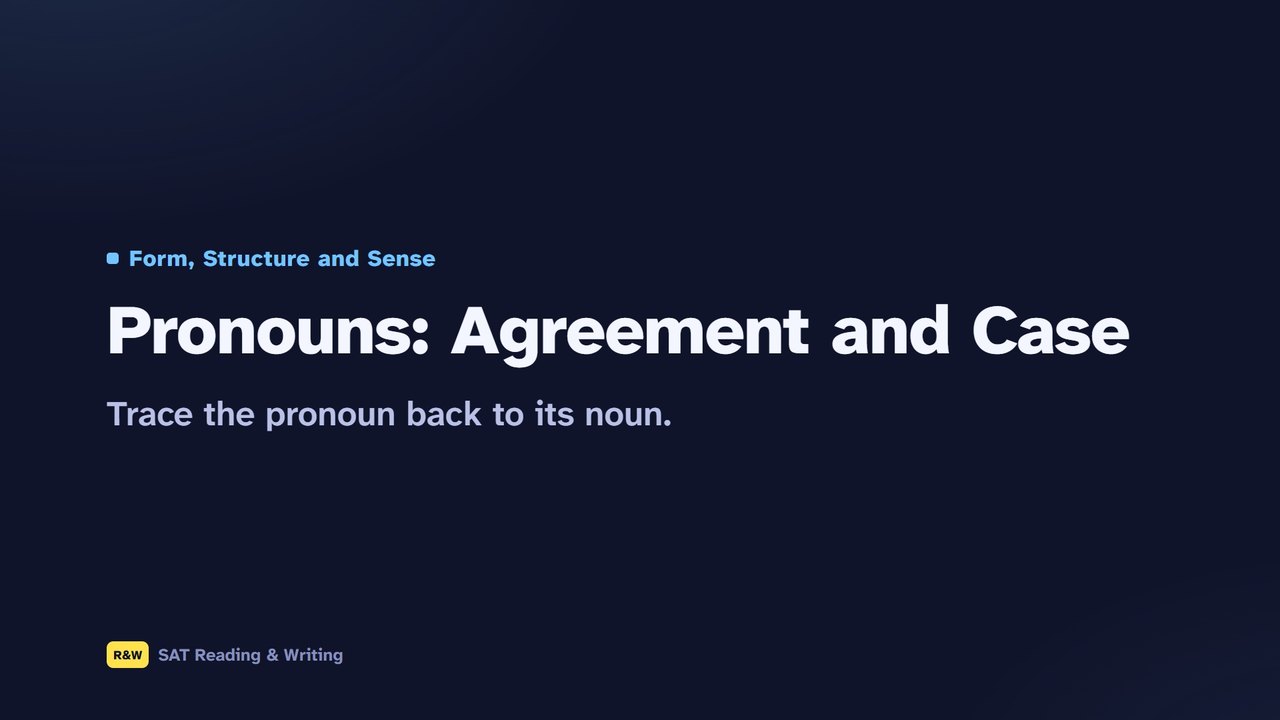 Form, Structure and Sense
Pronouns: Agreement and Case
Trace the pronoun back to its noun.
R&W SAT Reading & Writing